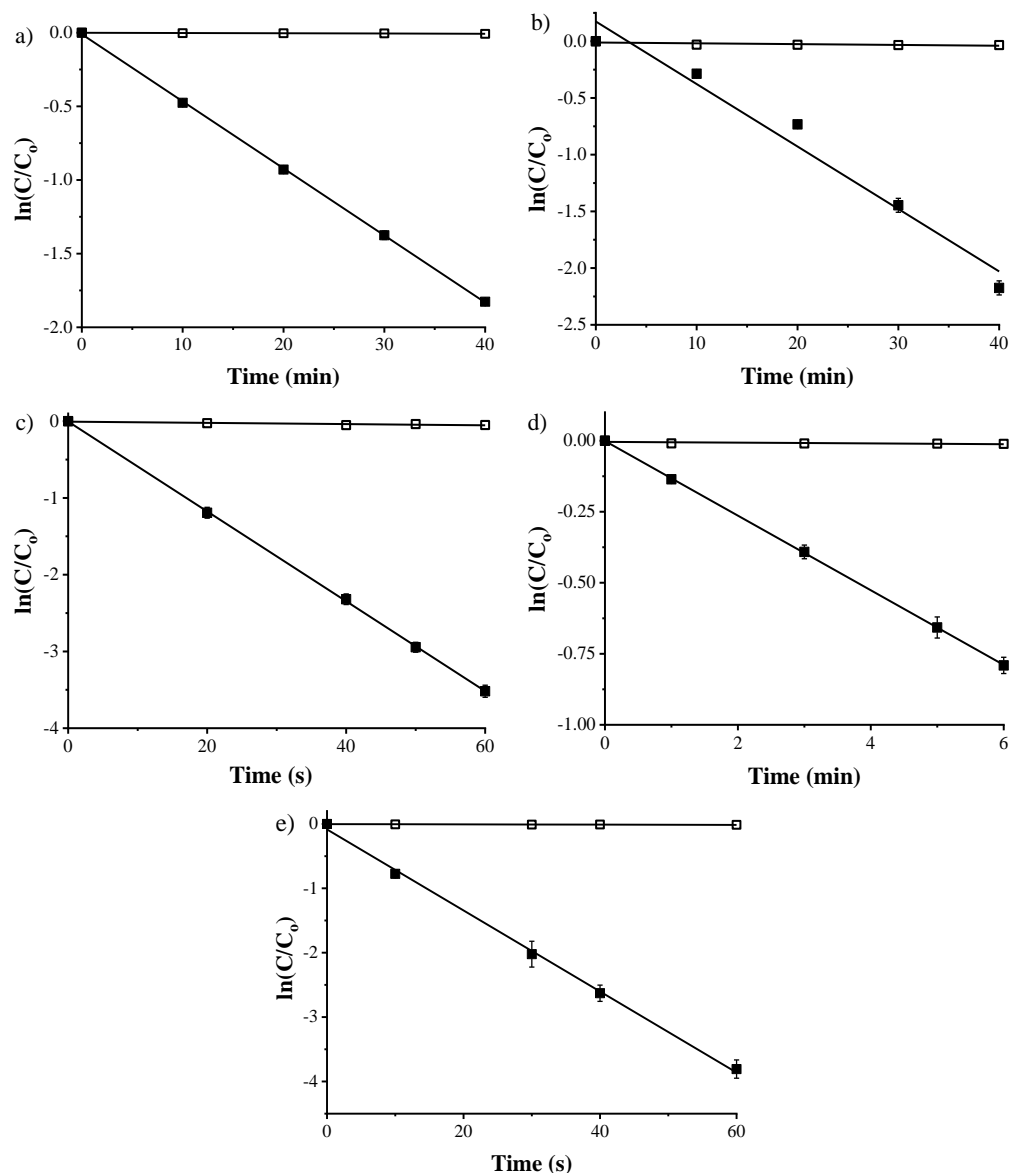 a)
0.0
-0.5
-1.0
-1.5
-2.0
ln(C/Co)
0 10 20 30 40
Time (min)
b)
0.0
-0.5
-1.0
-1.5
-2.0
-2.5
ln(C/Co)
0 10 20 30 40
Time (min)
c)
0
-1
-2
-3
-4
ln(C/Co)
0 20 40 60
Time (s)
d)
0.00
-0.25
-0.50
-0.75
-1.00
ln(C/Co)
0 2 4 6
Time (min)
e)
0
-1
-2
-3
-4
ln(C/Co)
0 20 40 60
Time (s)